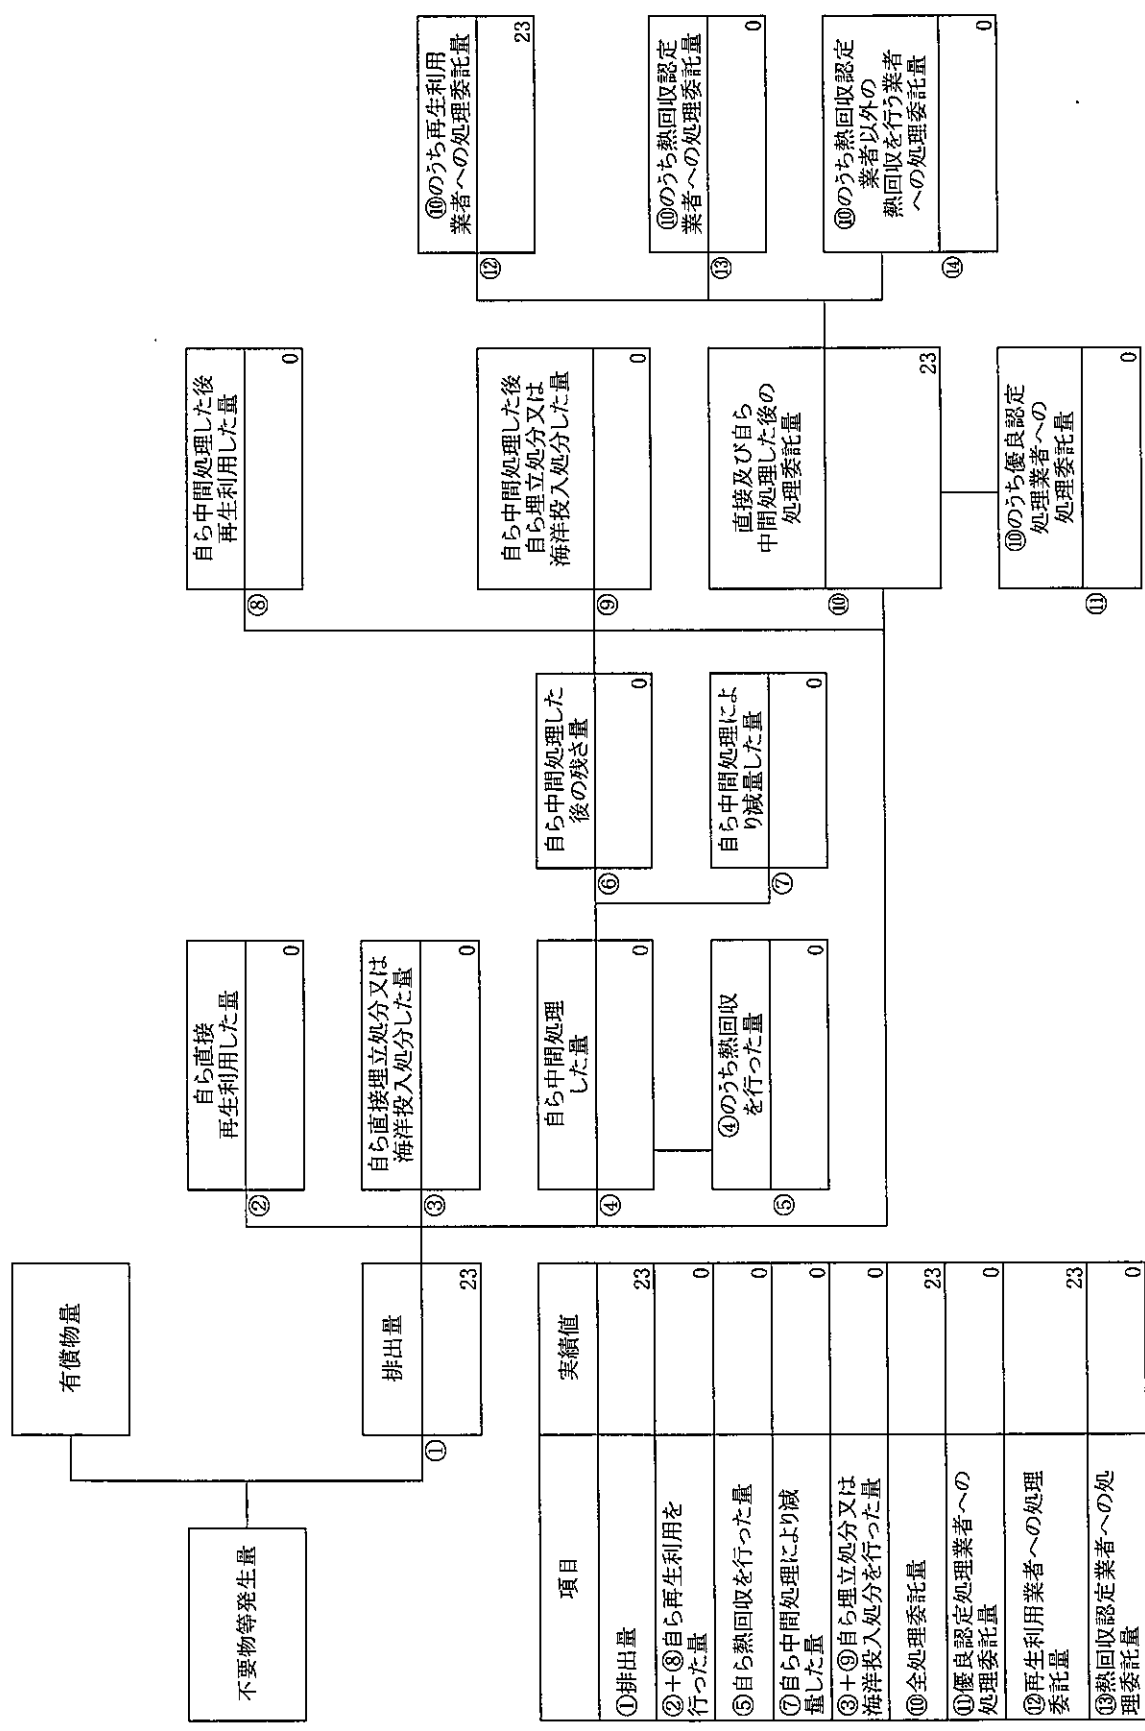 不要物等発生量
有償物量
①
排出量
23
②
自ら直接
再生利用した量
0
③
自ら直接埋立処分又は
海洋投入処分した量
0
④
自ら中間処理
した量
0
⑤
④のうち熱回収
を行った量
0
⑥
自ら中間処理した
後の残さ量
0
⑦
自ら中間処理によ
り減量した量
0
⑧
自ら中間処理した後
再生利用した量
0
⑨
自ら中間処理した後
自ら埋立処分又は
海洋投入処分した量
0
⑩
直接及び自ら
中間処理した後の
処理委託量
23
⑪
⑩のうち優良認定
処理業者への
処理委託量
0
⑫
⑩のうち再生利用
業者への処理委託量
23
⑬
⑩のうち熱回収認定
業者への処理委託量
0
⑭
⑩のうち熱回収認定
業者以外の
熱回収を行う業者
への処理委託量
0
項目
実績値
①排出量
23
②+⑧自ら再生利用を
行った量
0
⑤自ら熱回収を行った量
0
⑦自ら中間処理により減
量した量
0
③+⑨自ら埋立処分又は
海洋投入処分を行った量
0
⑩全処理委託量
23
⑪優良認定処理業者への
処理委託量
0
⑫再生利用業者への処理
委託量
23
⑬熱回収認定業者への処
理委託量
0